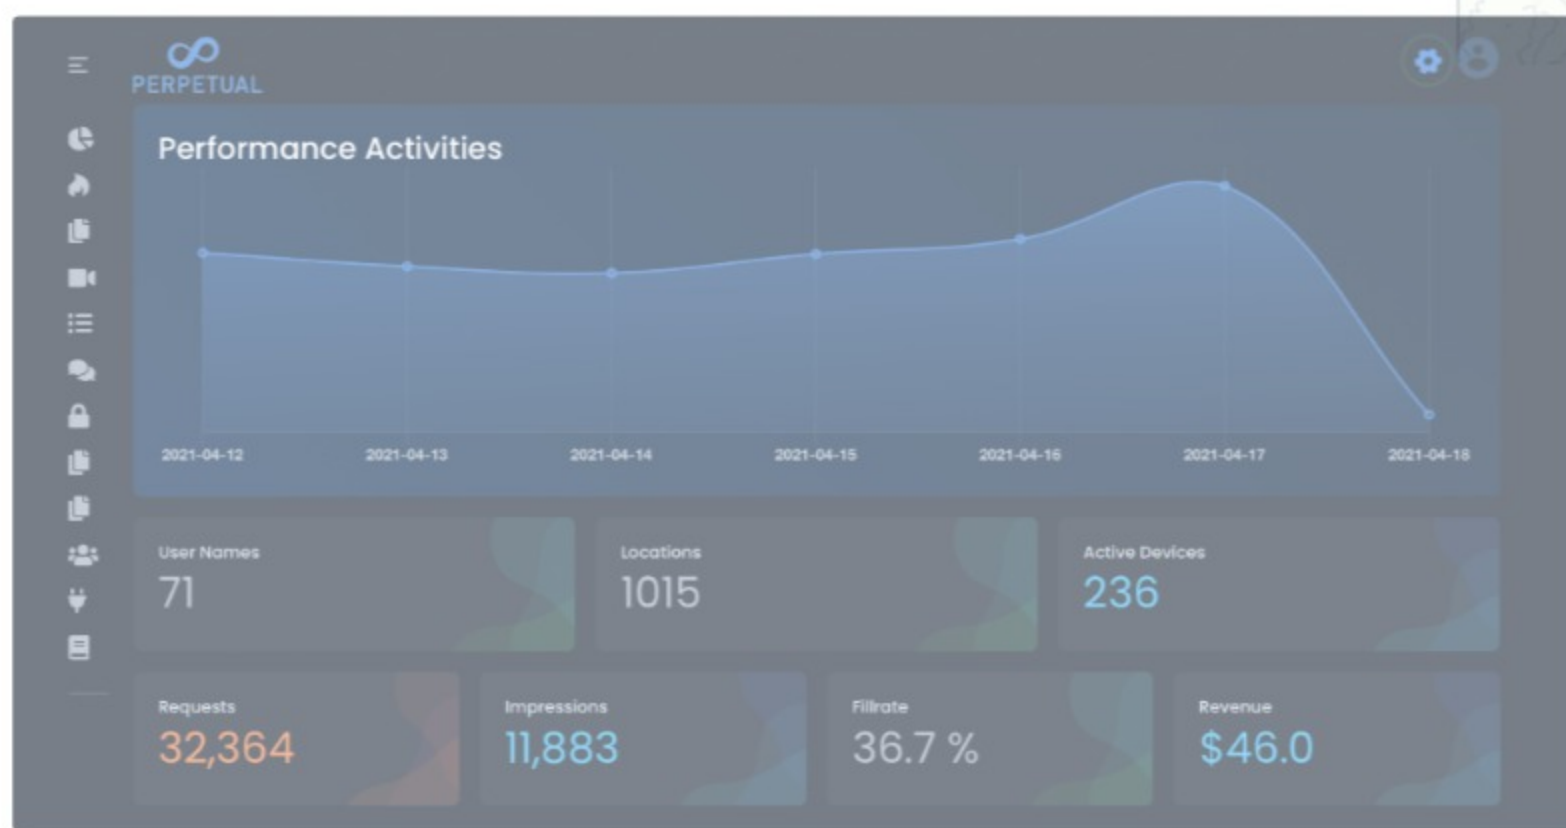 PERPETUAL
Performance Activities
2021-04-12 2021-04-13 2021-04-14 2021-04-15 2021-04-16 2021-04-17 2021-04-18
User Names Locations Active Devices
71 1015 236
Requests Impressions Fillrate Revenue
32,364 11,883 36.7 % $46.0